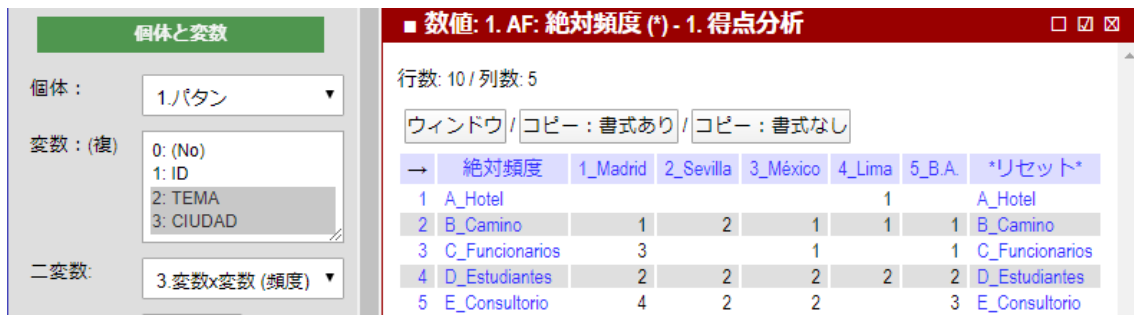 個体と変数
個体：
1.パタン
変数：(複)
0: (No)
1: ID
2: TEMA
3: CIUDAD
二変数:
3.変数x変数 (頻度)
■ 数値: 1. AF: 絶対頻度 (*) - 1. 得点分析
行数: 10 / 列数: 5
ウィンドウ / コピー：書式あり / コピー：書式なし
→ 絶対頻度 1_Madrid 2_Sevilla 3_México 4_Lima 5_B.A. *リセット*
1 A_Hotel 1 A_Hotel
2 B_Camino 1 2 1 1 1 B_Camino
3 C_Funcionarios 3 1 1 C_Funcionarios
4 D_Estudiantes 2 2 2 2 2 D_Estudiantes
5 E_Consultorio 4 2 2 3 E_Consultorio